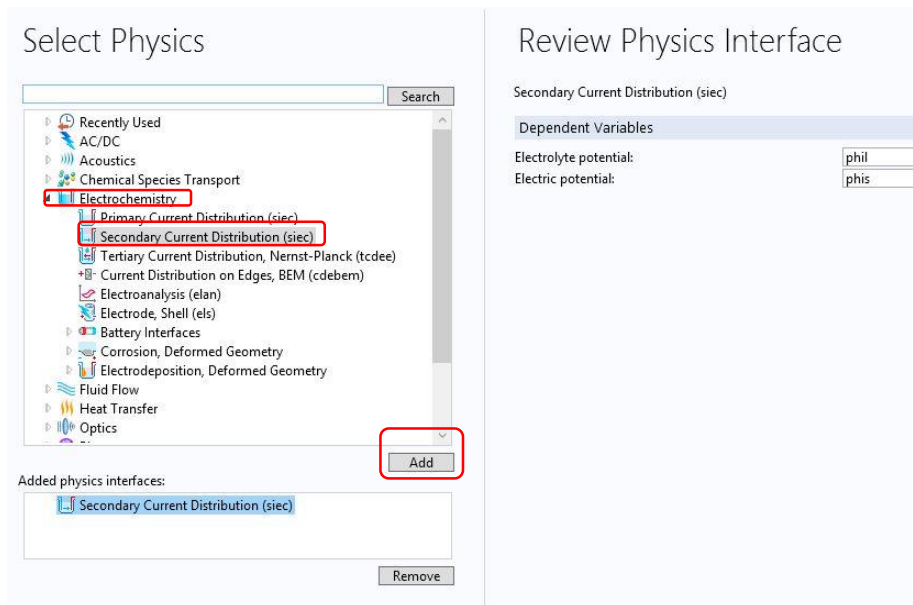 Select Physics
Search
Recently Used
AC/DC
Acoustics
Chemical Species Transport
Electrochemistry
Primary Current Distribution (siec)
Secondary Current Distribution (siec)
Tertiary Current Distribution, Nernst-Planck (tcdee)
Current Distribution on Edges, BEM (cdebem)
Electroanalysis (elan)
Electrode, Shell (els)
Battery Interfaces
Corrosion, Deformed Geometry
Electrodeposition, Deformed Geometry
Fluid Flow
Heat Transfer
Optics
Add
Added physics interfaces:
Secondary Current Distribution (siec)
Remove
Review Physics Interface
Secondary Current Distribution (siec)
Dependent Variables
Electrolyte potential: phil
Electric potential: phis